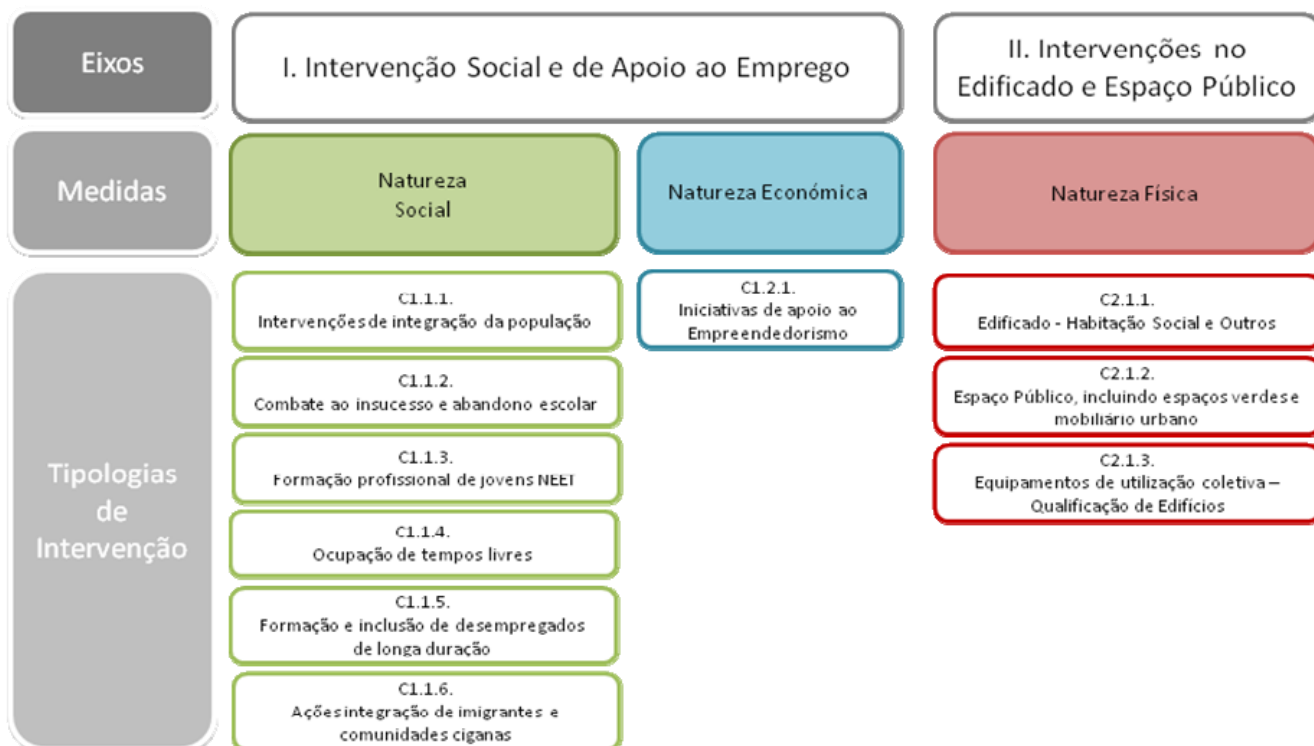 Eixos
I. Intervenção Social e de Apoio ao Emprego
II. Intervenções no
Edificado e Espaço Público
Medidas
Natureza
Social
Natureza Económica
Natureza Física
Tipologias
de
Intervenção
C1.1.1.
Intervenções de integração da população
C1.1.2.
Combate ao insucesso e abandono escolar
C1.1.3.
Formação profissional de jovens NEET
C1.1.4.
Ocupação de tempos livres
C1.1.5.
Formação e inclusão de desempregados
de longa duração
C1.1.6.
Ações integração de imigrantes e
comunidades ciganas
C1.2.1.
Iniciativas de apoio ao
Empreendedorismo
C2.1.1.
Edificado - Habitação Social e Outros
C2.1.2.
Espaço Público, incluindo espaços verdes e
mobiliário urbano
C2.1.3.
Equipamentos de utilização coletiva –
Qualificação de Edifícios